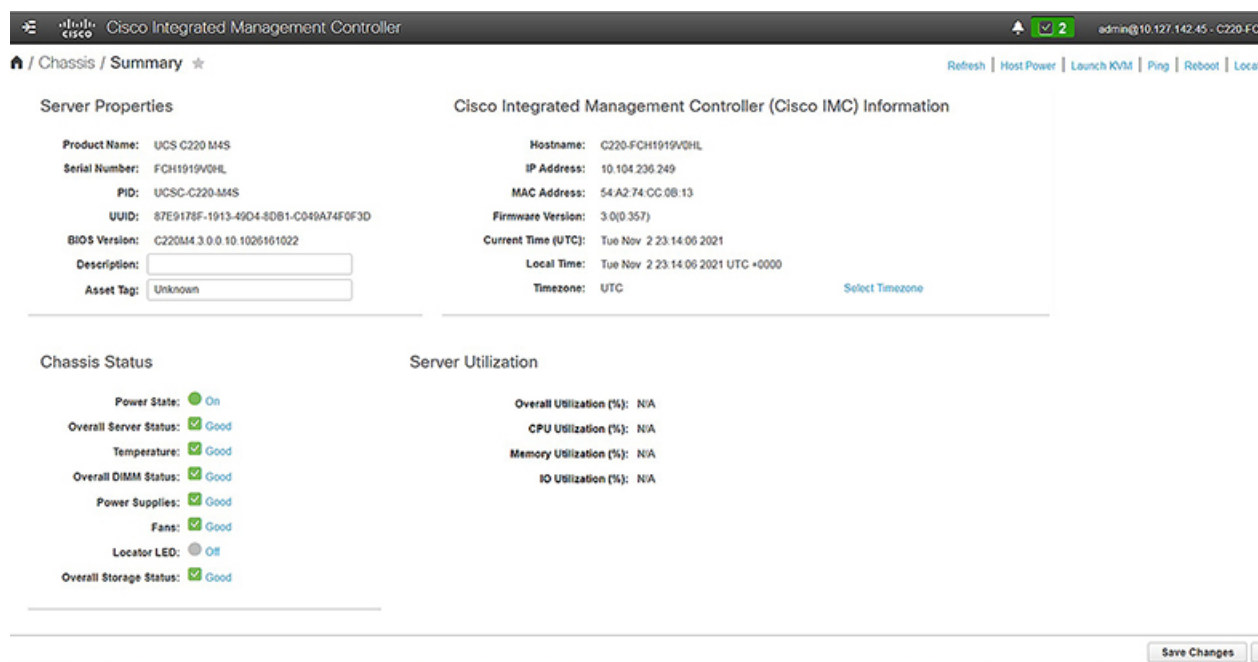 cisco Cisco Integrated Management Controller 2 admin@10.127.142.45 - C220-FC
/ Chassis / Summary
Refresh | Host Power | Launch KVM | Ping | Reboot | Locat
Server Properties
Product Name: UCS C220 M4S
Serial Number: FCH1919V0HL
PID: UCSC-C220-M4S
UUID: 87E9178F-1913-49D4-8DB1-C049A74F0F3D
BIOS Version: C220M4.3.0.0.10.1026161022
Description:
Asset Tag: Unknown
Cisco Integrated Management Controller (Cisco IMC) Information
Hostname: C220-FCH1919V0HL
IP Address: 10.104.236.249
MAC Address: 54:A2:74:CC:0B:13
Firmware Version: 3.0(0.357)
Current Time (UTC): Tue Nov 2 23:14:06 2021
Local Time: Tue Nov 2 23:14:06 2021 UTC +0000
Timezone: UTC Select Timezone
Chassis Status
Power State: On
Overall Server Status: Good
Temperature: Good
Overall DIMM Status: Good
Power Supplies: Good
Fans: Good
Locator LED: Off
Overall Storage Status: Good
Server Utilization
Overall Utilization (%): N/A
CPU Utilization (%): N/A
Memory Utilization (%): N/A
IO Utilization (%): N/A
Save Changes